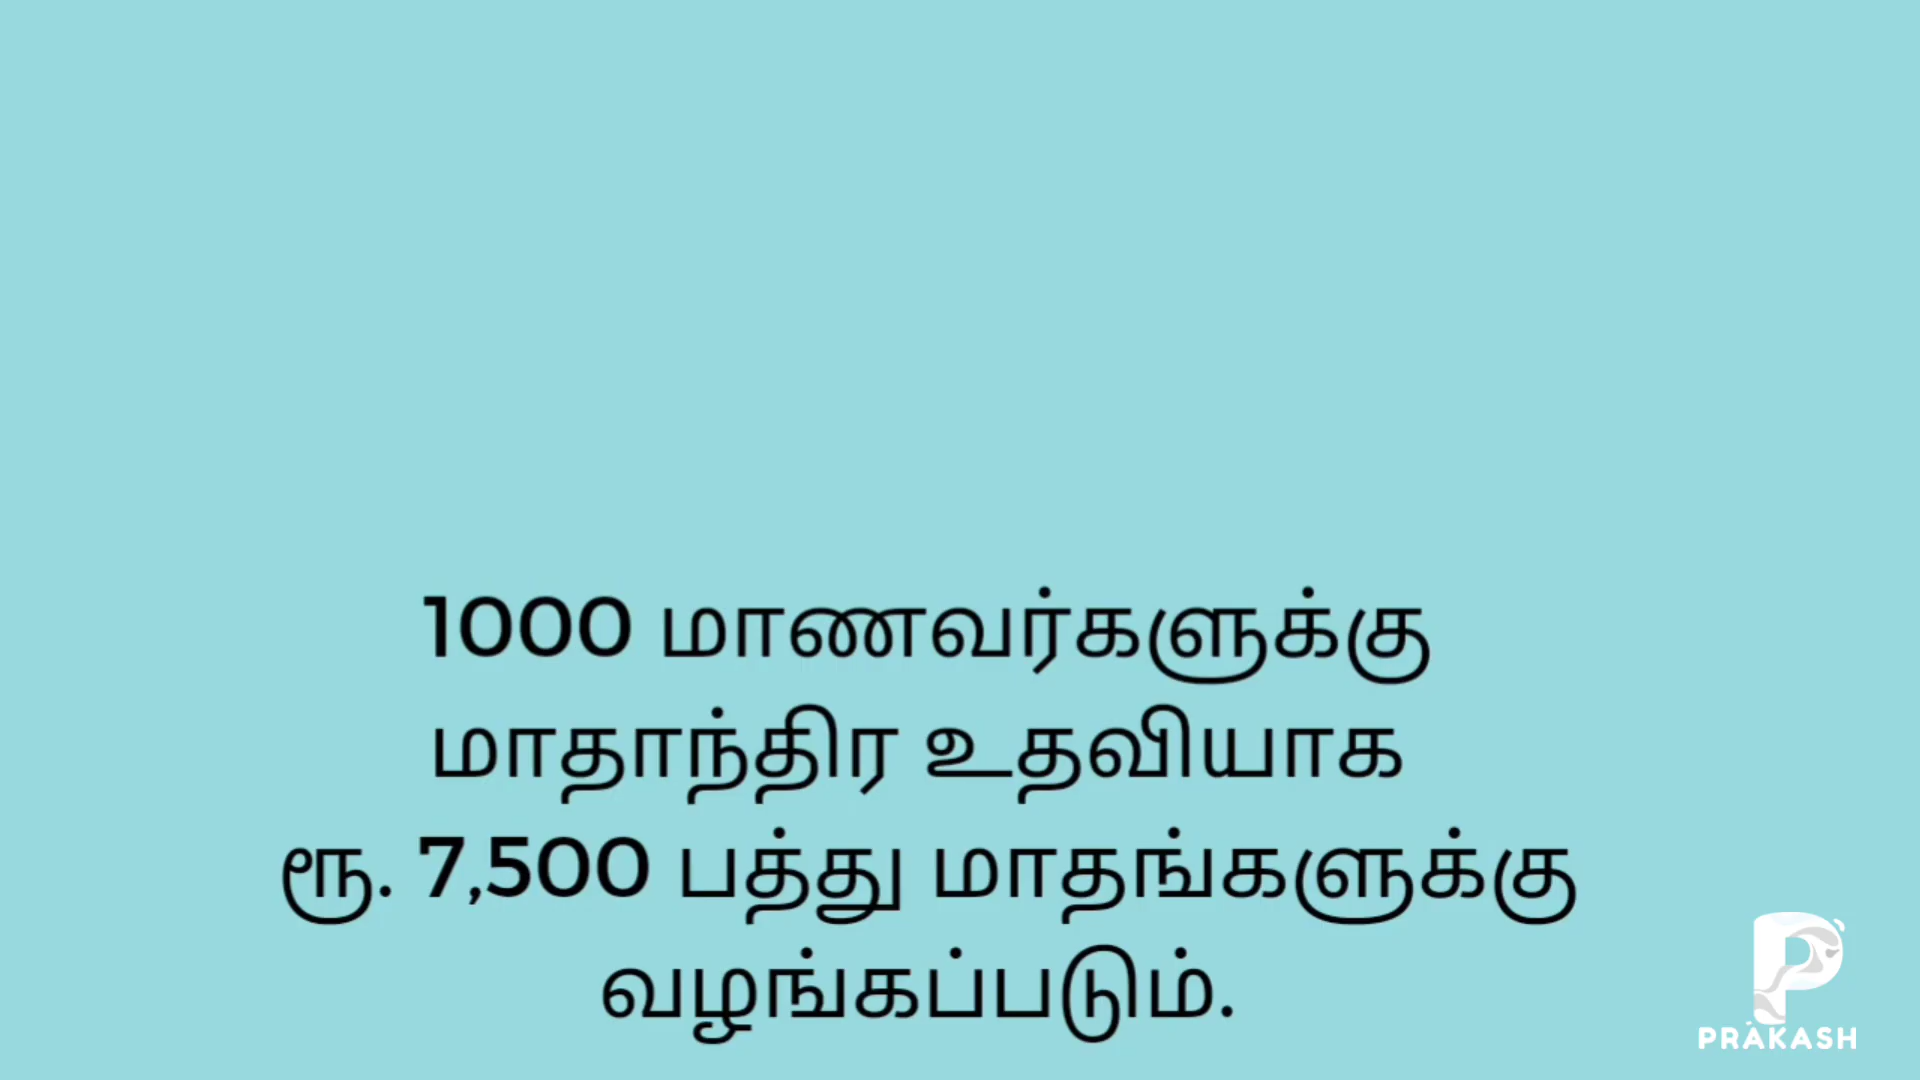 1000 மாணவர்களுக்கு
மாதாந்திர உதவியாக
ரூ. 7,500 பத்து மாதங்களுக்கு
வழங்கப்படும்.
PRAKASH